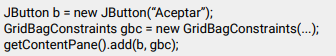 JButton b = new JButton(“Aceptar”);
GridBagConstraints gbc = new GridBagConstraints(...);
getContentPane().add(b, gbc);